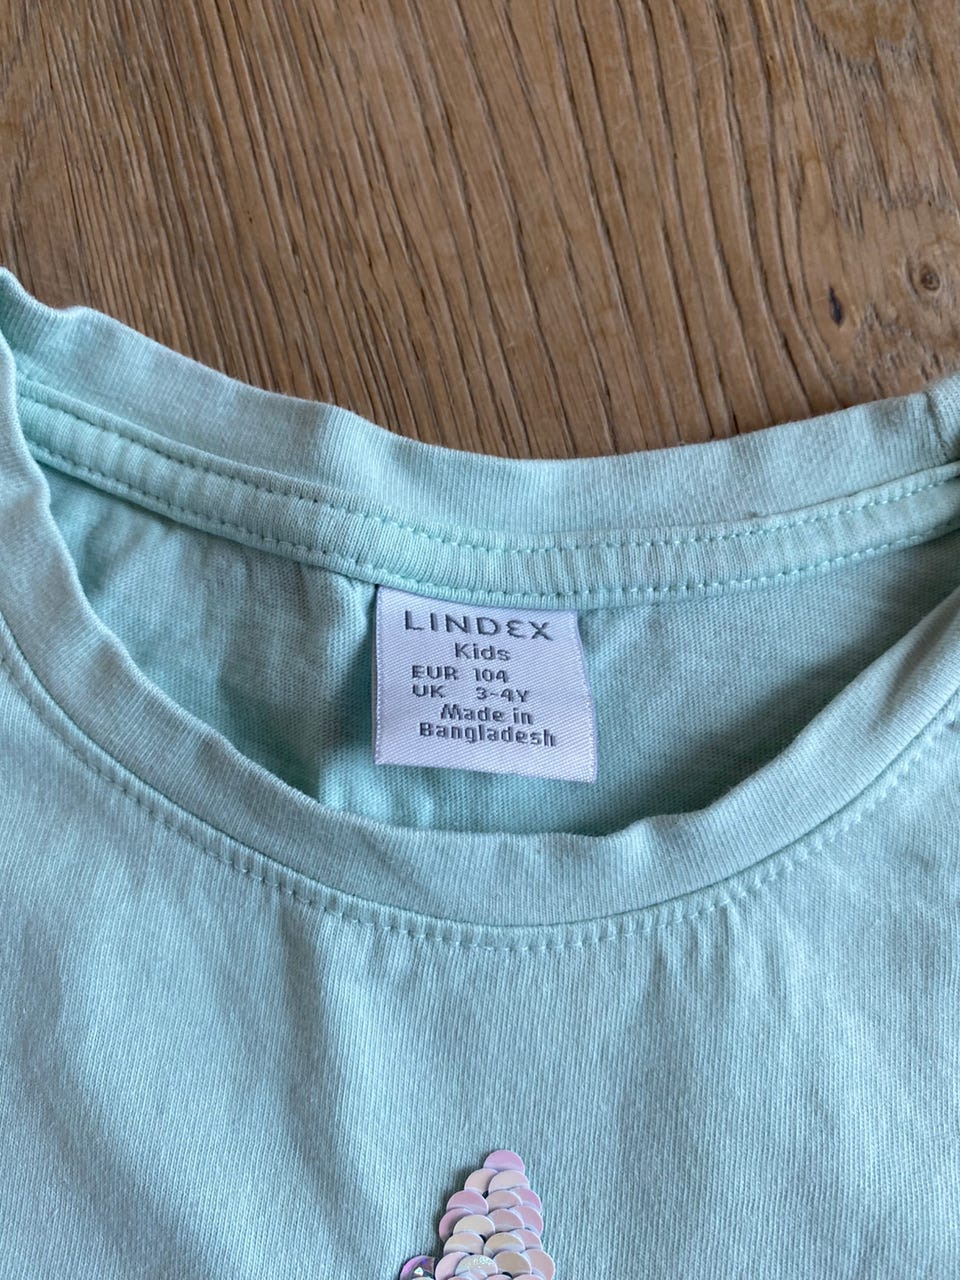 LINDEX
Kids
EUR 104
UK 3-4Y
Made in
Bangladesh